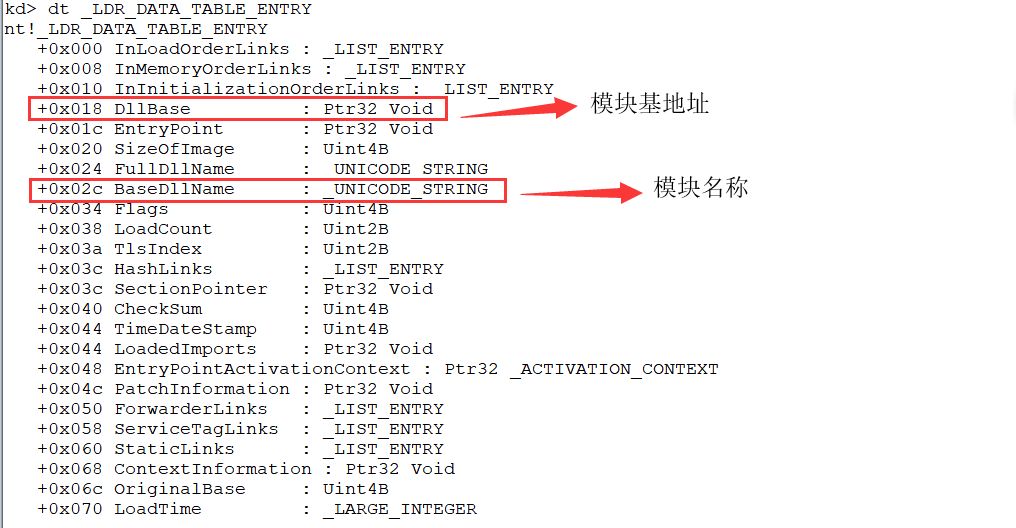 kd> dt _LDR_DATA_TABLE_ENTRY
nt!_LDR_DATA_TABLE_ENTRY
+0x000 InLoadOrderLinks : _LIST_ENTRY
+0x008 InMemoryOrderLinks : _LIST_ENTRY
+0x010 InInitializationOrderLinks : _LIST_ENTRY
+0x018 DllBase : Ptr32 Void 模块基地址
+0x01c EntryPoint : Ptr32 Void
+0x020 SizeOfImage : Uint4B
+0x024 FullDllName : _UNICODE_STRING
+0x02c BaseDllName : _UNICODE_STRING 模块名称
+0x034 Flags : Uint4B
+0x038 LoadCount : Uint2B
+0x03a TlsIndex : Uint2B
+0x03c HashLinks : _LIST_ENTRY
+0x03c SectionPointer : Ptr32 Void
+0x040 CheckSum : Uint4B
+0x044 TimeDateStamp : Uint4B
+0x044 LoadedImports : Ptr32 Void
+0x048 EntryPointActivationContext : Ptr32 _ACTIVATION_CONTEXT
+0x04c PatchInformation : Ptr32 Void
+0x050 ForwarderLinks : _LIST_ENTRY
+0x058 ServiceTagLinks : _LIST_ENTRY
+0x060 StaticLinks : _LIST_ENTRY
+0x068 ContextInformation : Ptr32 Void
+0x06c OriginalBase : Uint4B
+0x070 LoadTime : _LARGE_INTEGER